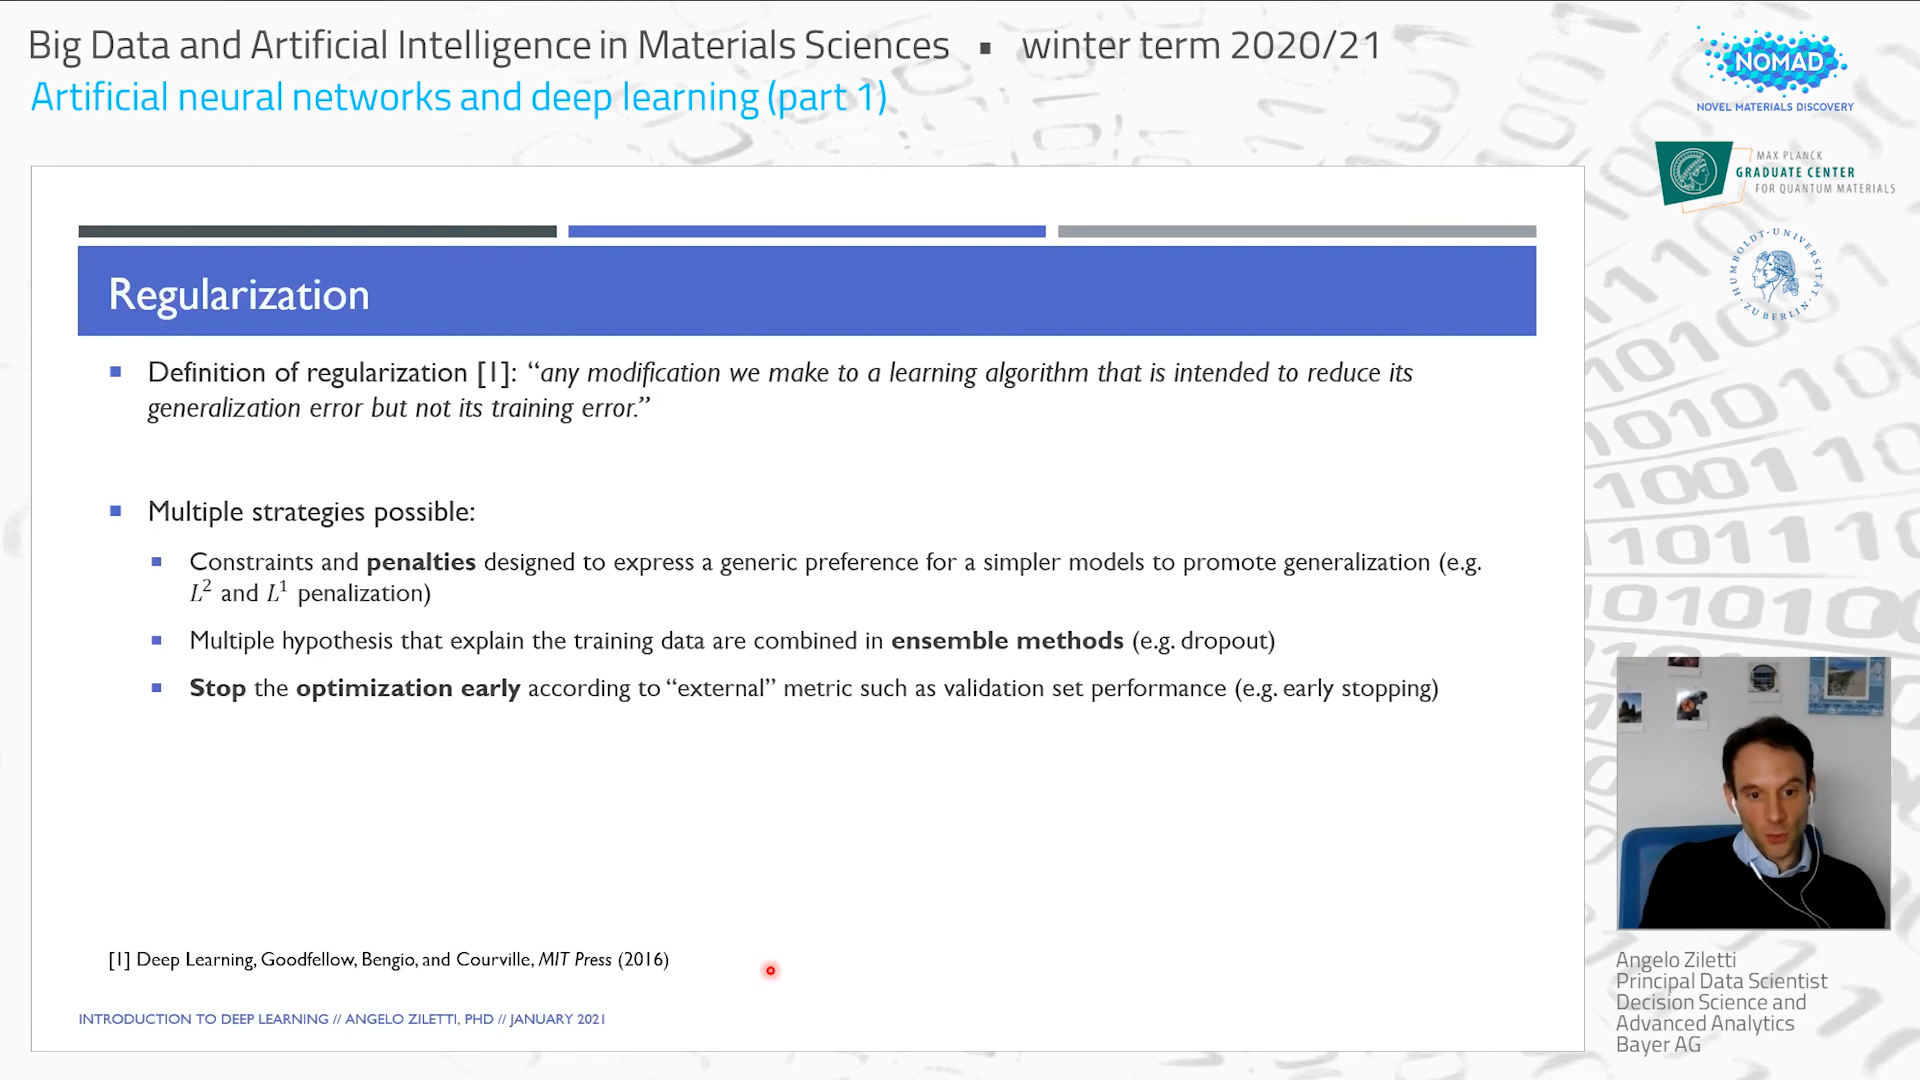 Big Data and Artificial Intelligence in Materials Sciences ▪ winter term 2020/21
Artificial neural networks and deep learning (part 1)
NOMAD
NOVEL MATERIALS DISCOVERY
MAX PLANCK
GRADUATE CENTER
FOR QUANTUM MATERIALS
HUMBOLDT-UNIVERSITÄT ZU BERLIN
Regularization
▪ Definition of regularization [1]: “any modification we make to a learning algorithm that is intended to reduce its
generalization error but not its training error.”
▪ Multiple strategies possible:
▪ Constraints and penalties designed to express a generic preference for a simpler models to promote generalization (e.g.
L² and L¹ penalization)
▪ Multiple hypothesis that explain the training data are combined in ensemble methods (e.g. dropout)
▪ Stop the optimization early according to “external” metric such as validation set performance (e.g. early stopping)
[1] Deep Learning, Goodfellow, Bengio, and Courville, MIT Press (2016)
INTRODUCTION TO DEEP LEARNING // ANGELO ZILETTI, PHD // JANUARY 2021
Angelo Ziletti
Principal Data Scientist
Decision Science and
Advanced Analytics
Bayer AG